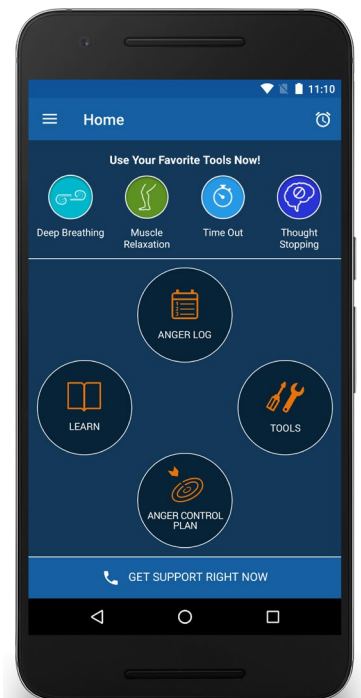 11:10
Home
Use Your Favorite Tools Now!
Deep Breathing
Muscle
Relaxation
Time Out
Thought
Stopping
ANGER LOG
LEARN
TOOLS
ANGER CONTROL
PLAN
GET SUPPORT RIGHT NOW